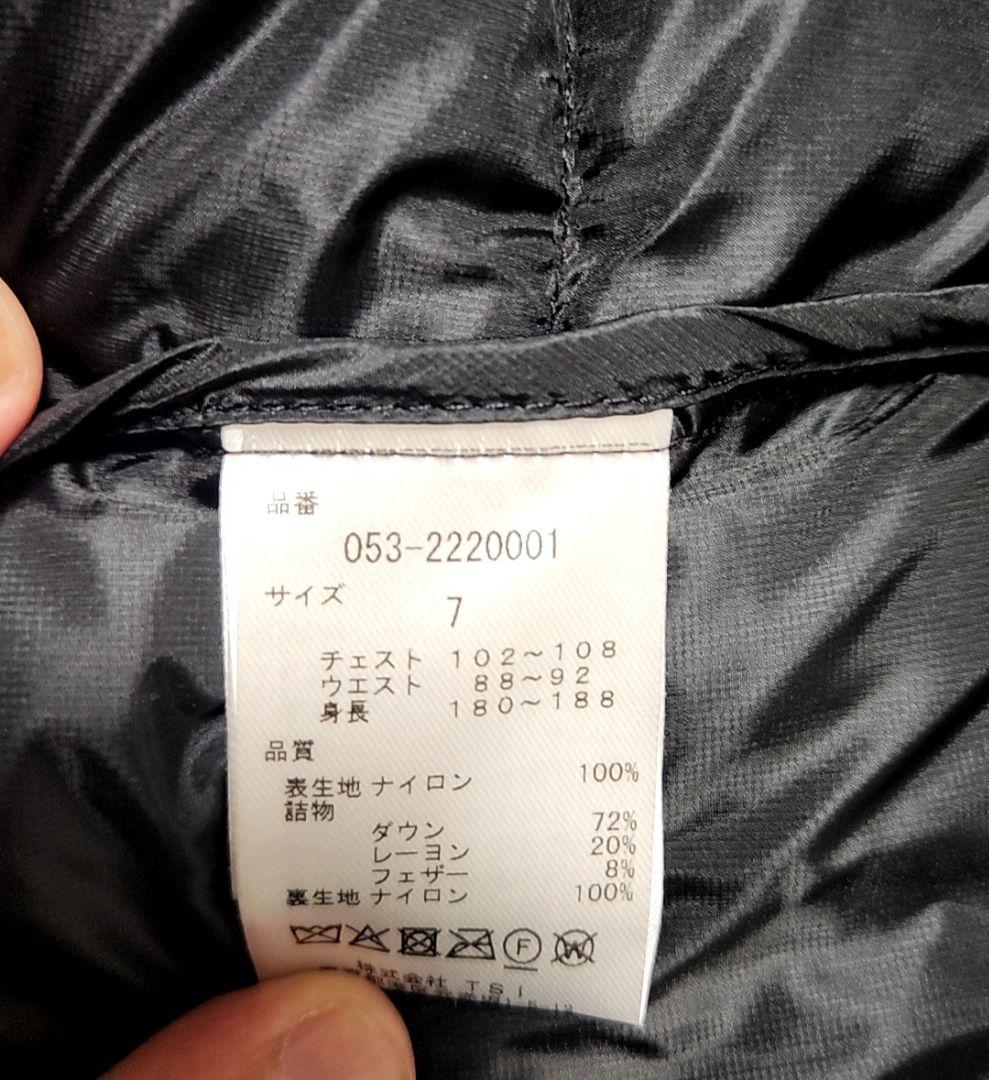 品番
053-2220001
サイズ 7
チェスト 102～108
ウエスト 88～92
身長 180～188
品質
表生地 ナイロン 100%
詰物
ダウン 72%
レーヨン 20%
フェザー 8%
裏生地 ナイロン 100%
F W
株式会社 TSI